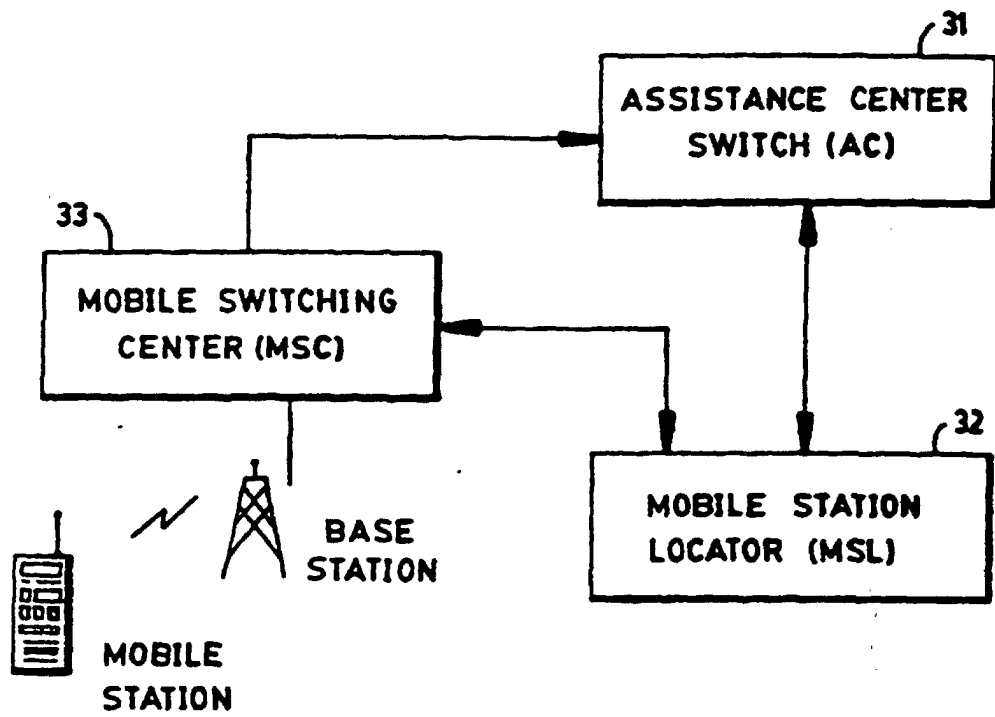 31
ASSISTANCE CENTER
SWITCH (AC)
33
MOBILE SWITCHING
CENTER (MSC)
32
MOBILE STATION
LOCATOR (MSL)
BASE
STATION
MOBILE
STATION